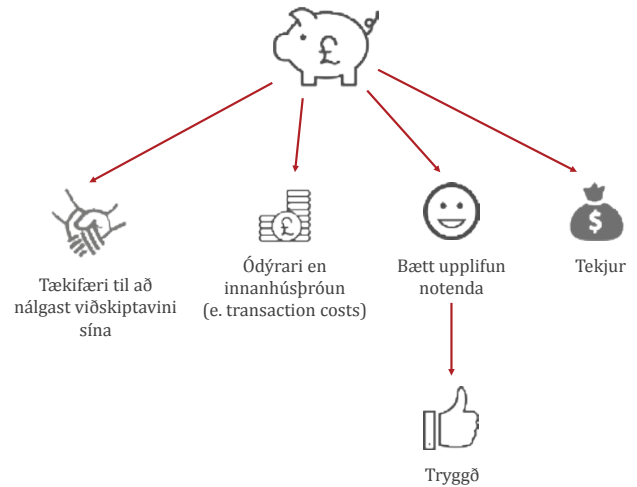 £
£
$
Tækifæri til að
nálgast viðskiptavini
sína
Ódýrari en
innanhúsþróun
(e. transaction costs)
Bætt upplifun
notenda
Tekjur
Tryggð